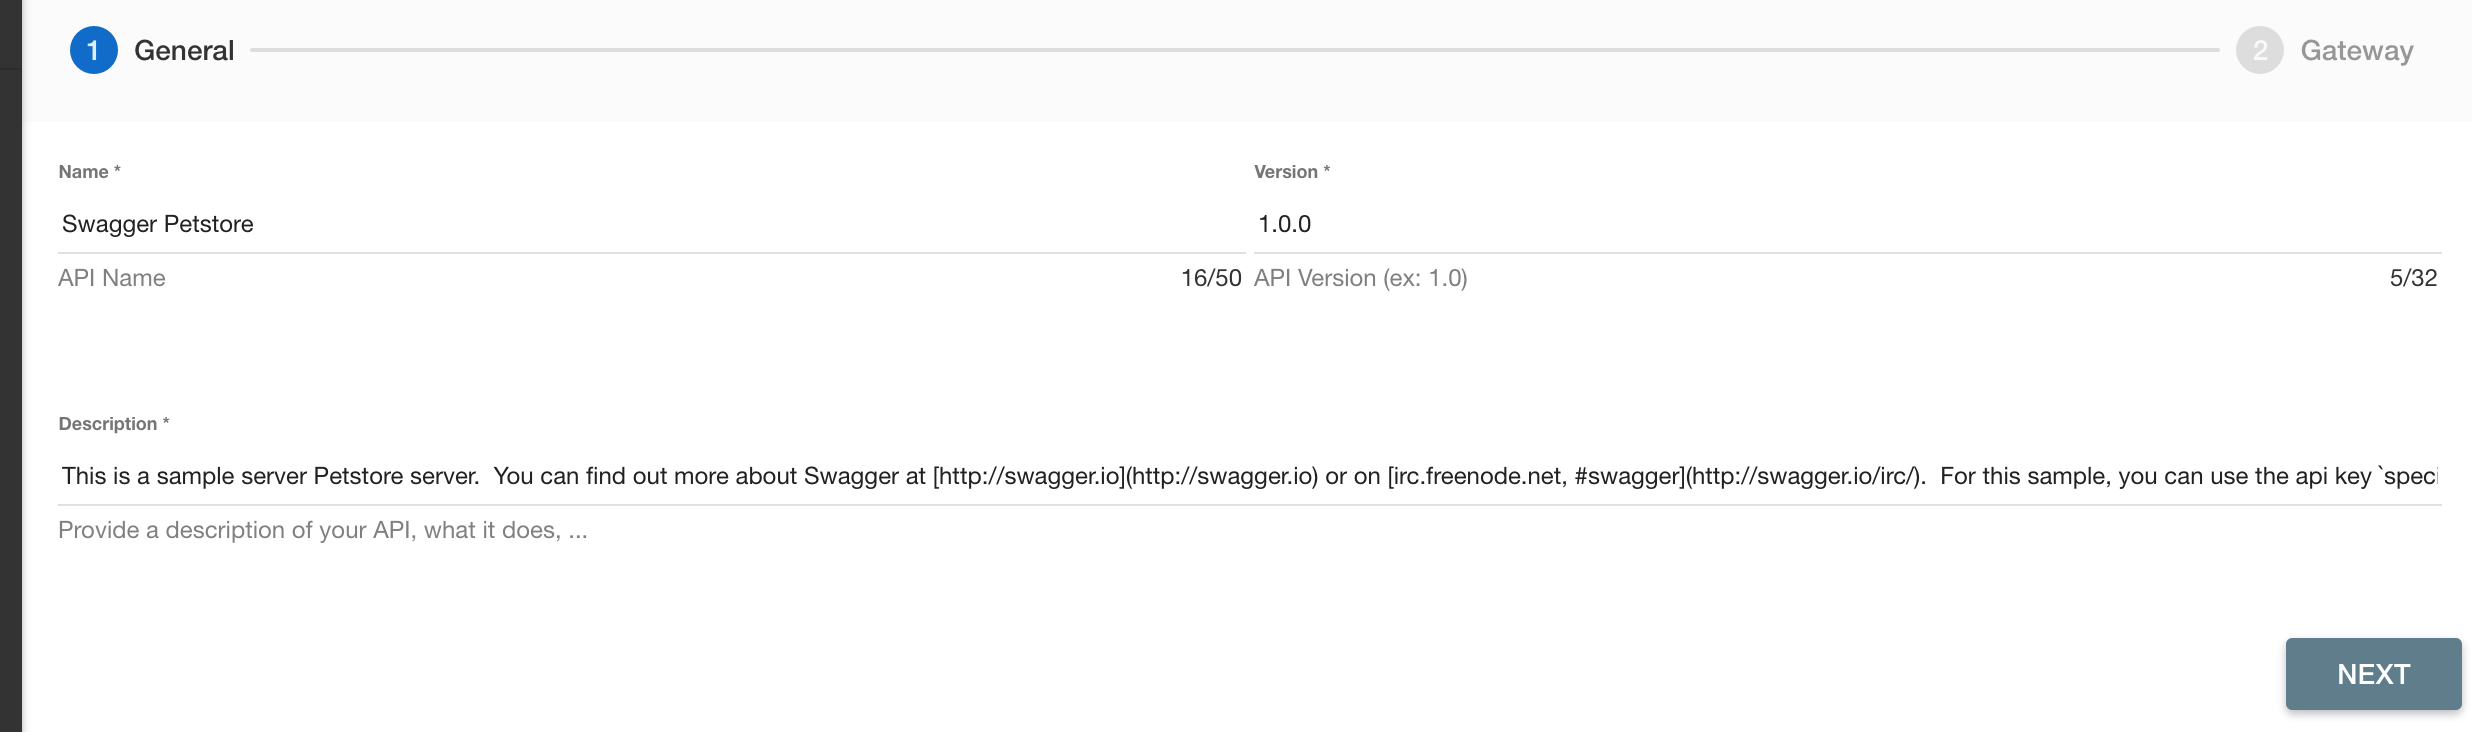 1 General 2 Gateway
Name * Version *
Swagger Petstore 1.0.0
API Name 16/50 API Version (ex: 1.0) 5/32
Description *
This is a sample server Petstore server.  You can find out more about Swagger at [http://swagger.io](http://swagger.io) or on [irc.freenode.net, #swagger](http://swagger.io/irc/).  For this sample, you can use the api key `speci
Provide a description of your API, what it does, ...
NEXT